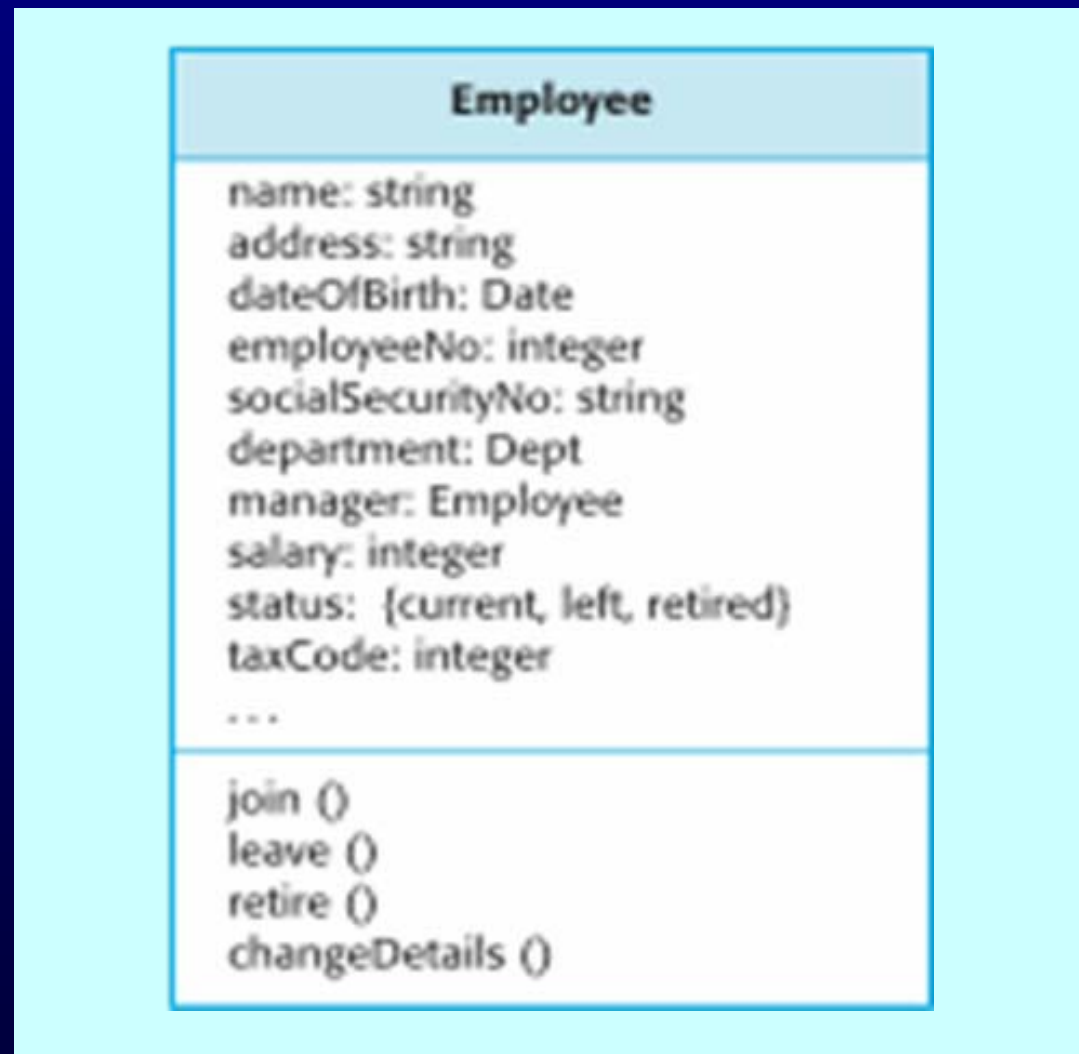 Employee
name: string
address: string
dateOfBirth: Date
employeeNo: integer
socialSecurityNo: string
department: Dept
manager: Employee
salary: integer
status:  {current, left, retired}
taxCode: integer
...
join ()
leave ()
retire ()
changeDetails ()